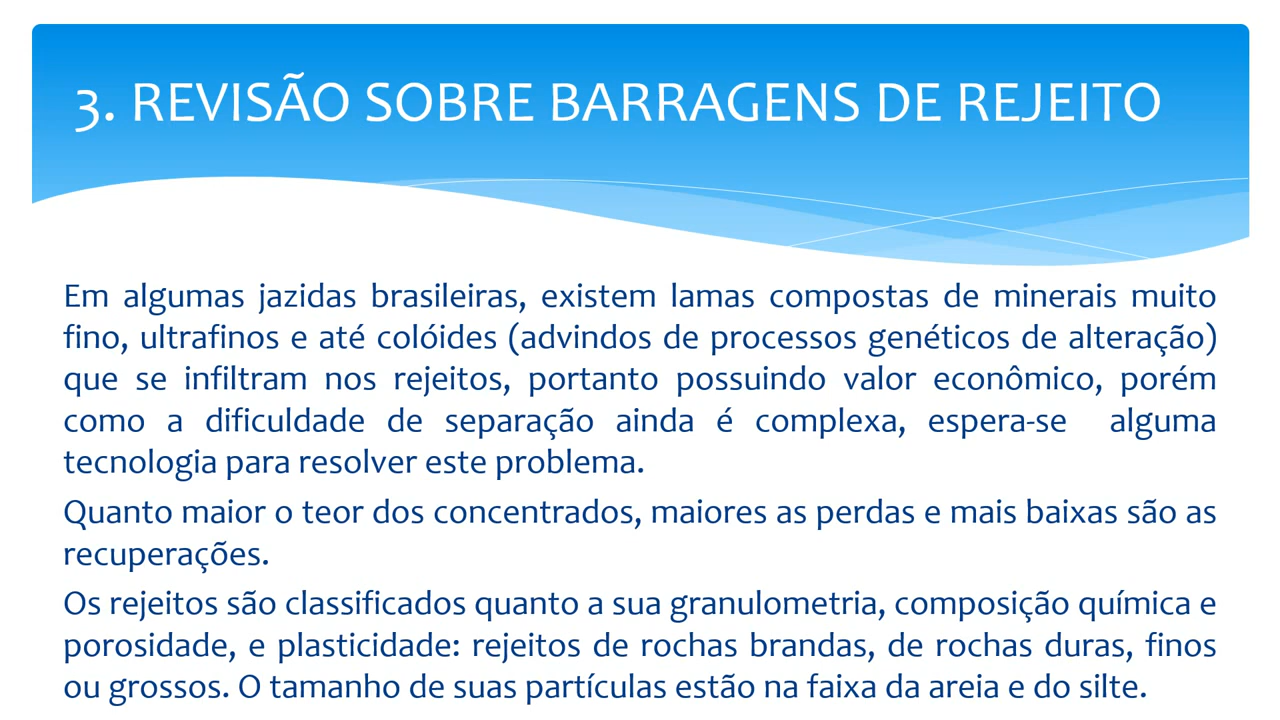 3. REVISÃO SOBRE BARRAGENS DE REJEITO
Em algumas jazidas brasileiras, existem lamas compostas de minerais muito
fino, ultrafinos e até colóides (advindos de processos genéticos de alteração)
que se infiltram nos rejeitos, portanto possuindo valor econômico, porém
como a dificuldade de separação ainda é complexa, espera-se alguma
tecnologia para resolver este problema.
Quanto maior o teor dos concentrados, maiores as perdas e mais baixas são as
recuperações.
Os rejeitos são classificados quanto a sua granulometria, composição química e
porosidade, e plasticidade: rejeitos de rochas brandas, de rochas duras, finos
ou grossos. O tamanho de suas partículas estão na faixa da areia e do silte.